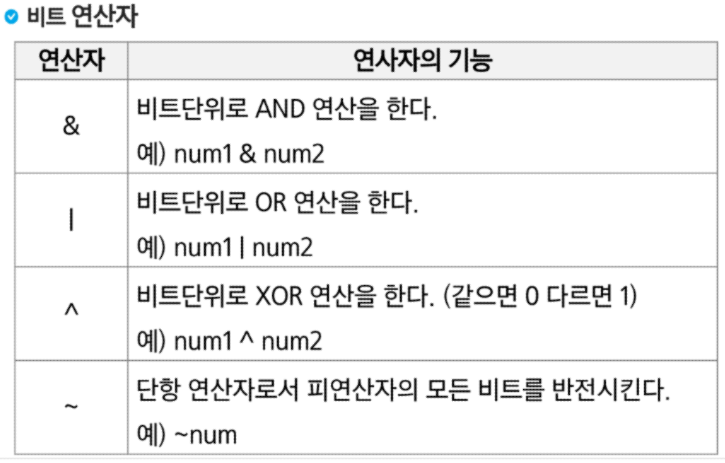 비트 연산자
연산자 연사자의 기능
& 비트단위로 AND 연산을 한다.
예) num1 & num2
| 비트단위로 OR 연산을 한다.
예) num1 | num2
^ 비트단위로 XOR 연산을 한다. (같으면 0 다르면 1)
예) num1 ^ num2
~ 단항 연산자로서 피연산자의 모든 비트를 반전시킨다.
예) ~num